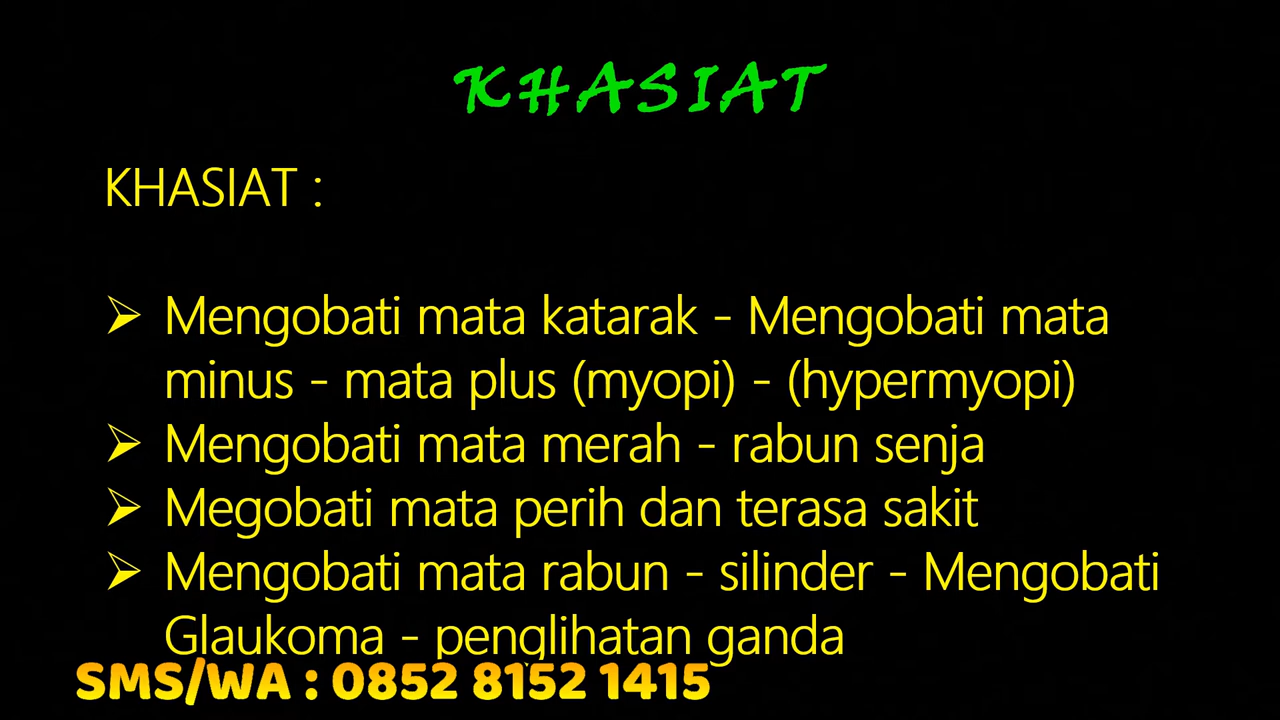 KHASIAT
KHASIAT :
➢ Mengobati mata katarak - Mengobati mata
minus - mata plus (myopi) - (hypermyopi)
➢ Mengobati mata merah - rabun senja
➢ Megobati mata perih dan terasa sakit
➢ Mengobati mata rabun - silinder - Mengobati
Glaukoma - penglihatan ganda
SMS/WA : 0852 8152 1415